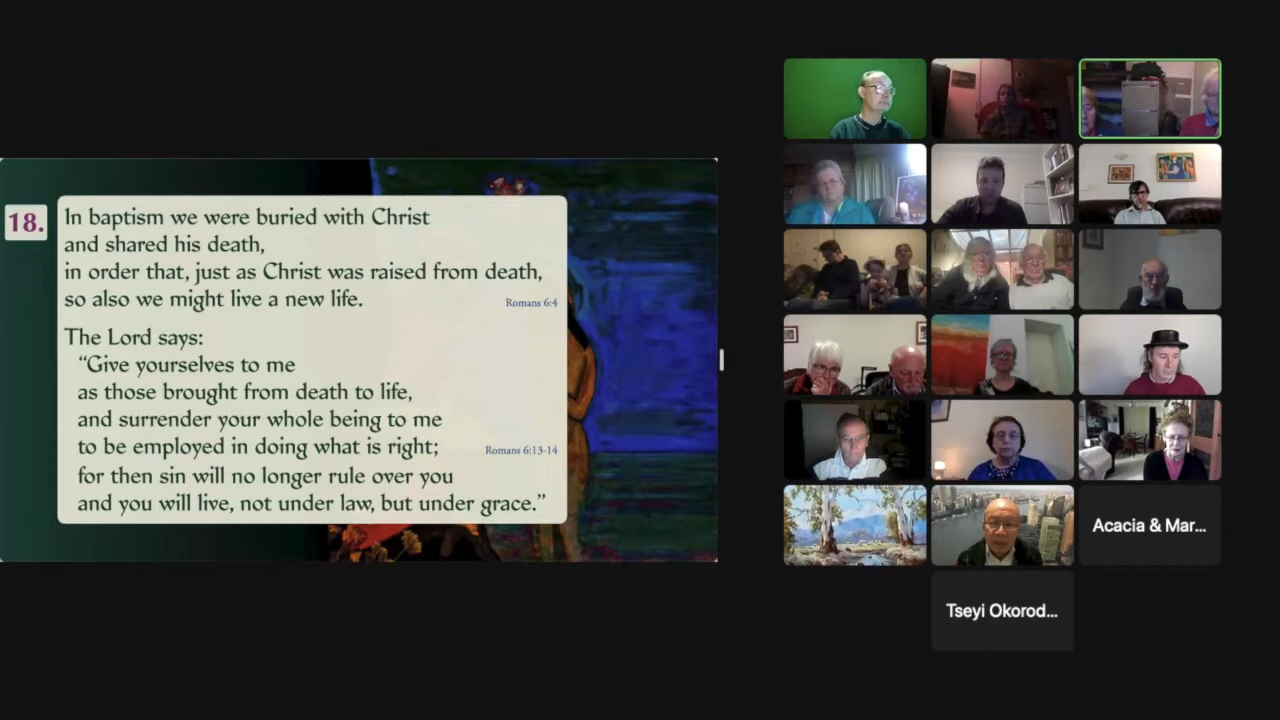 18.
In baptism we were buried with Christ
and shared his death,
in order that, just as Christ was raised from death,
so also we might live a new life.
Romans 6:4
The Lord says:
“Give yourselves to me
as those brought from death to life,
and surrender your whole being to me
to be employed in doing what is right;
Romans 6:13-14
for then sin will no longer rule over you
and you will live, not under law, but under grace.”
Acacia & Mar...
Tseyi Okorod...